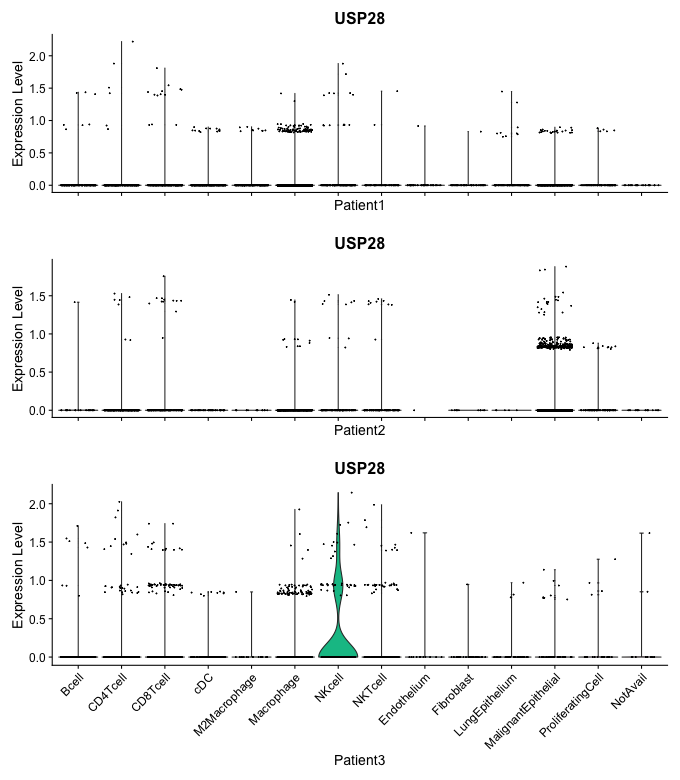 USP28
Expression Level
2.0
1.5
1.0
0.5
0.0
Patient1
USP28
Expression Level
1.5
1.0
0.5
0.0
Patient2
USP28
Expression Level
2.0
1.5
1.0
0.5
0.0
Bcell
CD4Tcell
CD8Tcell
cDC
M2Macrophage
Macrophage
NKcell
NKTcell
Endothelium
Fibroblast
LungEpithelium
MalignantEpithelial
ProliferatingCell
NotAvail
Patient3